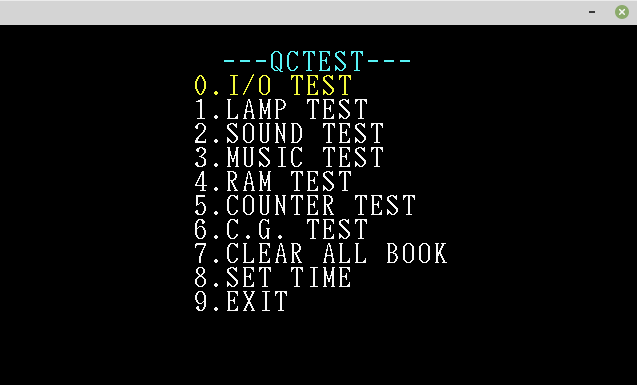 ---QCTEST---
0.I/O TEST
1.LAMP TEST
2.SOUND TEST
3.MUSIC TEST
4.RAM TEST
5.COUNTER TEST
6.C.G. TEST
7.CLEAR ALL BOOK
8.SET TIME
9.EXIT